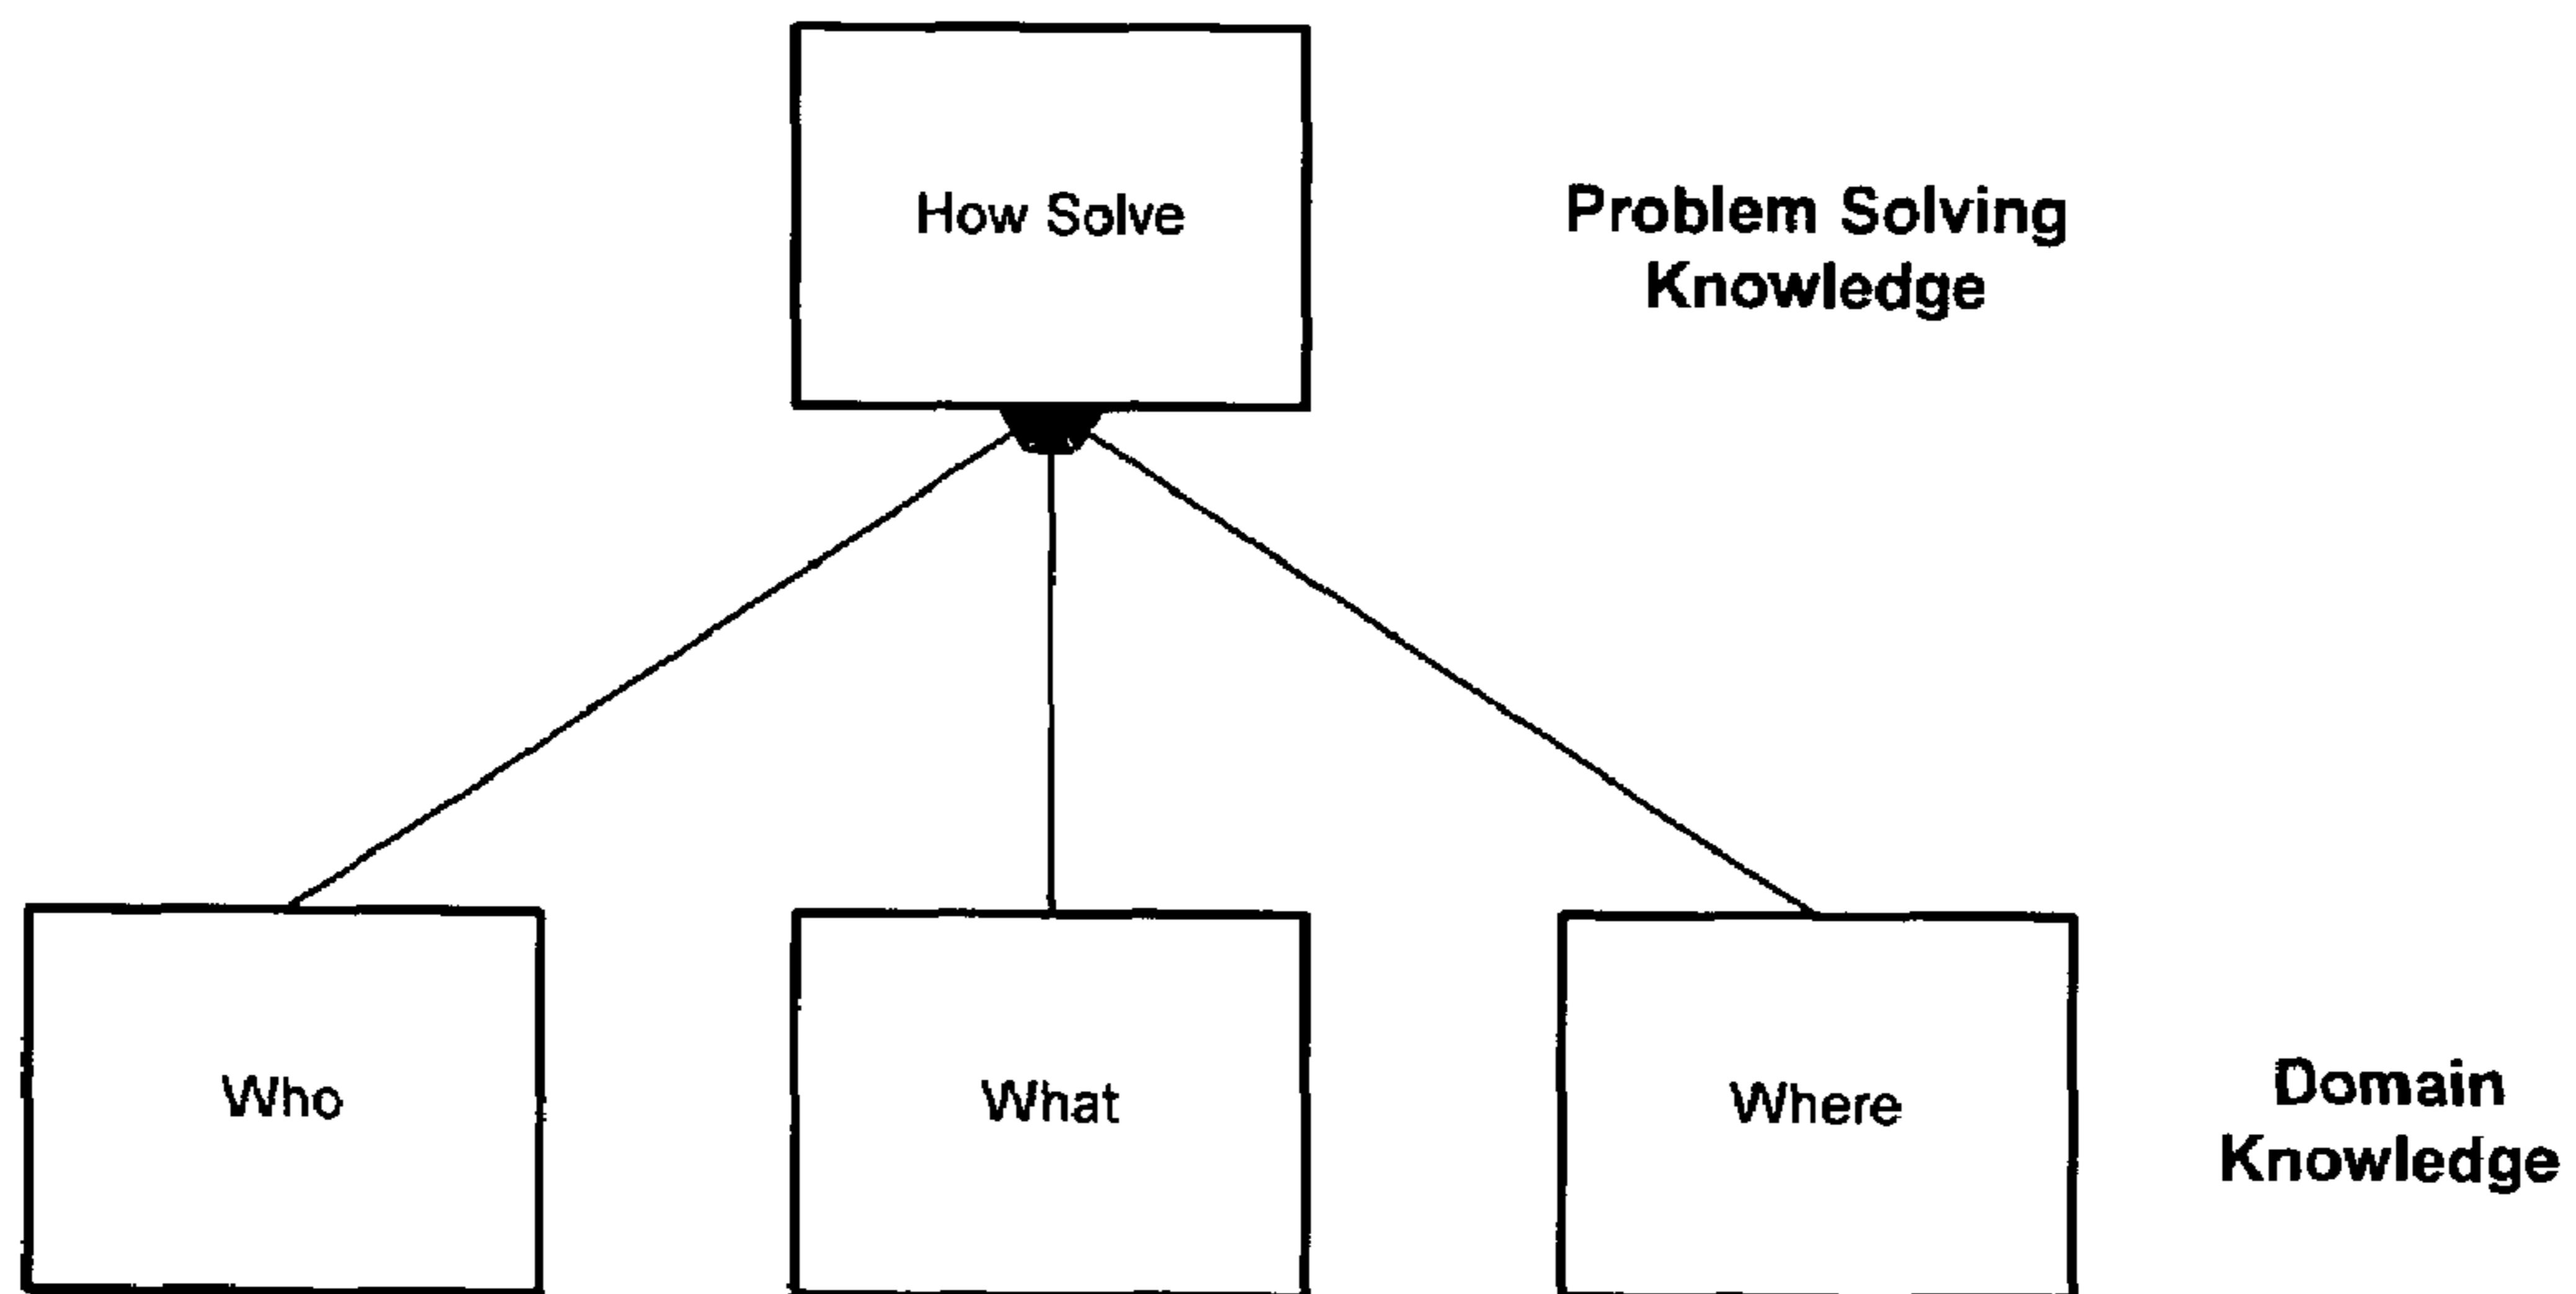 How Solve
Problem Solving
Knowledge
Who
What
Where
Domain
Knowledge